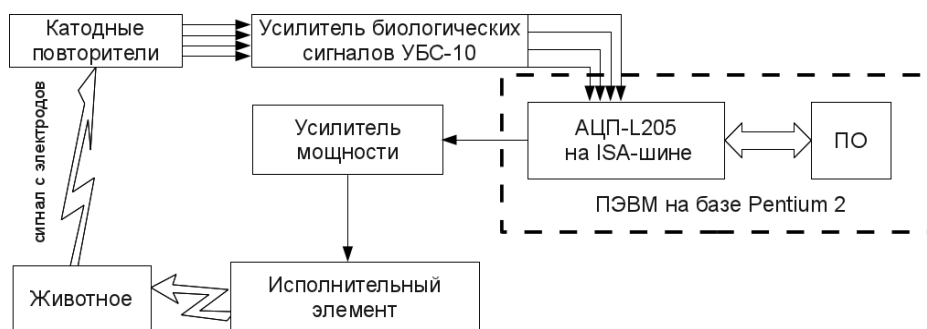 Катодные
повторители
Усилитель биологических
сигналов УБС-10
сигнал с электродов
Усилитель
мощности
АЦП-L205
на ISA-шине
ПО
ПЭВМ на базе Pentium 2
Животное
Исполнительный
элемент